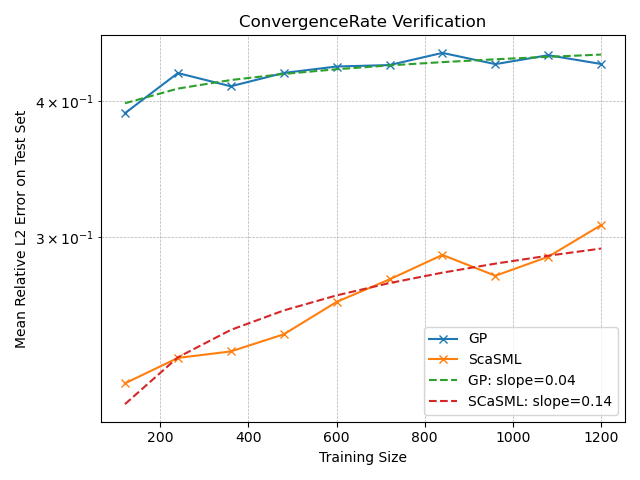 ConvergenceRate Verification
Mean Relative L2 Error on Test Set
4 × 10⁻¹
3 × 10⁻¹
200 400 600 800 1000 1200
Training Size
GP
ScaSML
GP: slope=0.04
SCaSML: slope=0.14